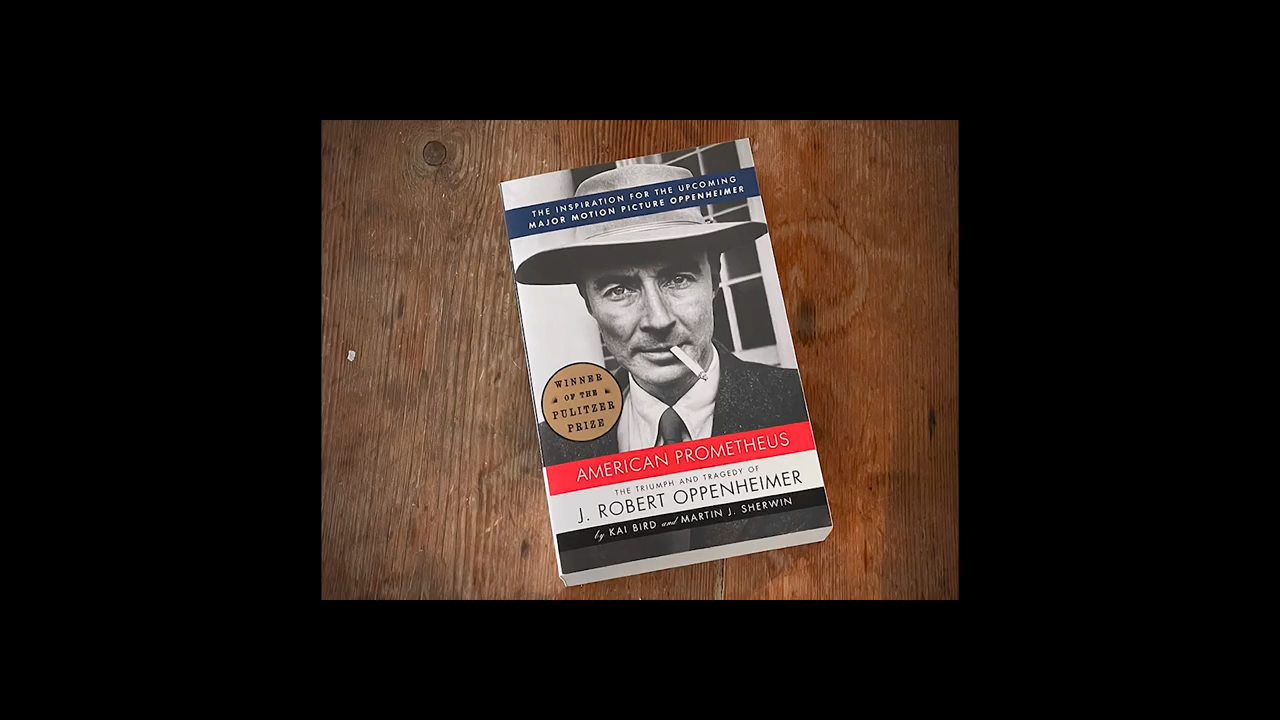 THE INSPIRATION FOR THE UPCOMING
MAJOR MOTION PICTURE OPPENHEIMER
WINNER
OF THE
PULITZER
PRIZE
AMERICAN PROMETHEUS
THE TRIUMPH AND TRAGEDY OF
J. ROBERT OPPENHEIMER
by KAI BIRD and MARTIN J. SHERWIN